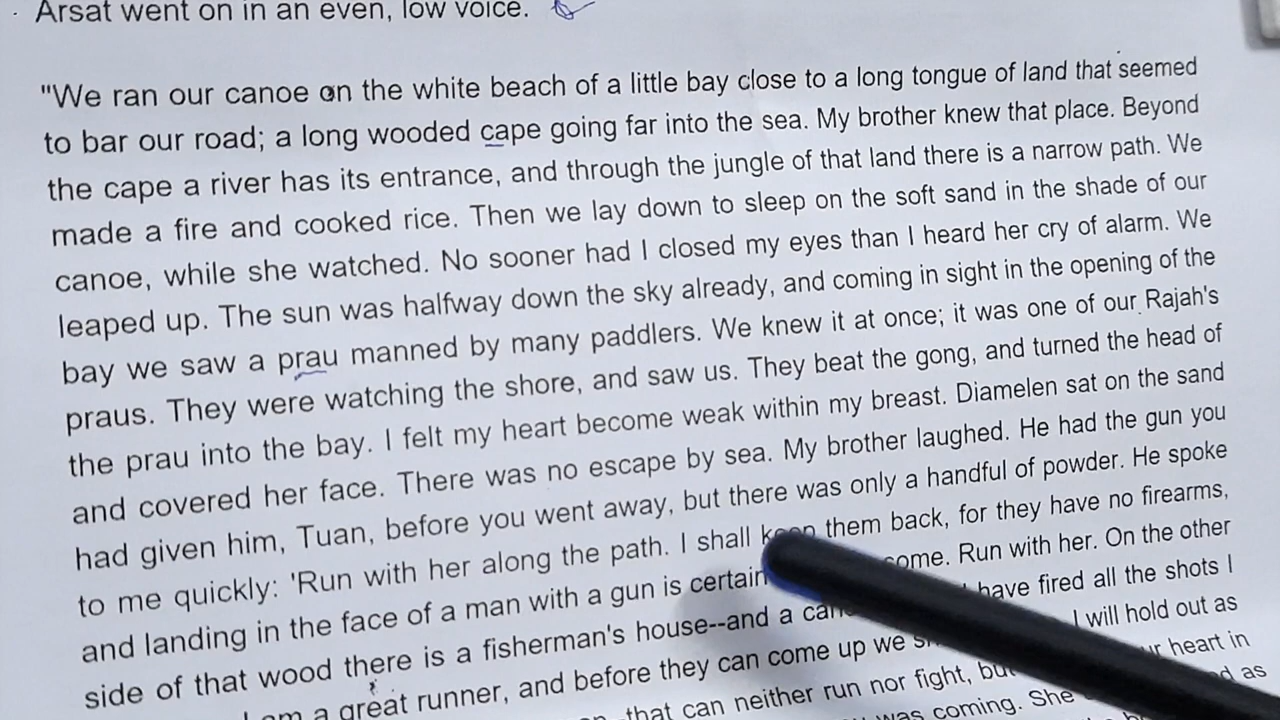 Arsat went on in an even, low voice.
"We ran our canoe on the white beach of a little bay close to a long tongue of land that seemed
to bar our road; a long wooded cape going far into the sea. My brother knew that place. Beyond
the cape a river has its entrance, and through the jungle of that land there is a narrow path. We
made a fire and cooked rice. Then we lay down to sleep on the soft sand in the shade of our
canoe, while she watched. No sooner had I closed my eyes than I heard her cry of alarm. We
leaped up. The sun was halfway down the sky already, and coming in sight in the opening of the
bay we saw a prau manned by many paddlers. We knew it at once; it was one of our Rajah's
praus. They were watching the shore, and saw us. They beat the gong, and turned the head of
the prau into the bay. I felt my heart become weak within my breast. Diamelen sat on the sand
and covered her face. There was no escape by sea. My brother laughed. He had the gun you
had given him, Tuan, before you went away, but there was only a handful of powder. He spoke
to me quickly: 'Run with her along the path. I shall keep them back, for they have no firearms,
and landing in the face of a man with a gun is certain come. Run with her. On the other
side of that wood there is a fisherman's house--and a have fired all the shots I
am a great runner, and before they can come up we I will hold out as
that can neither run nor fight, heart in
was coming. She as